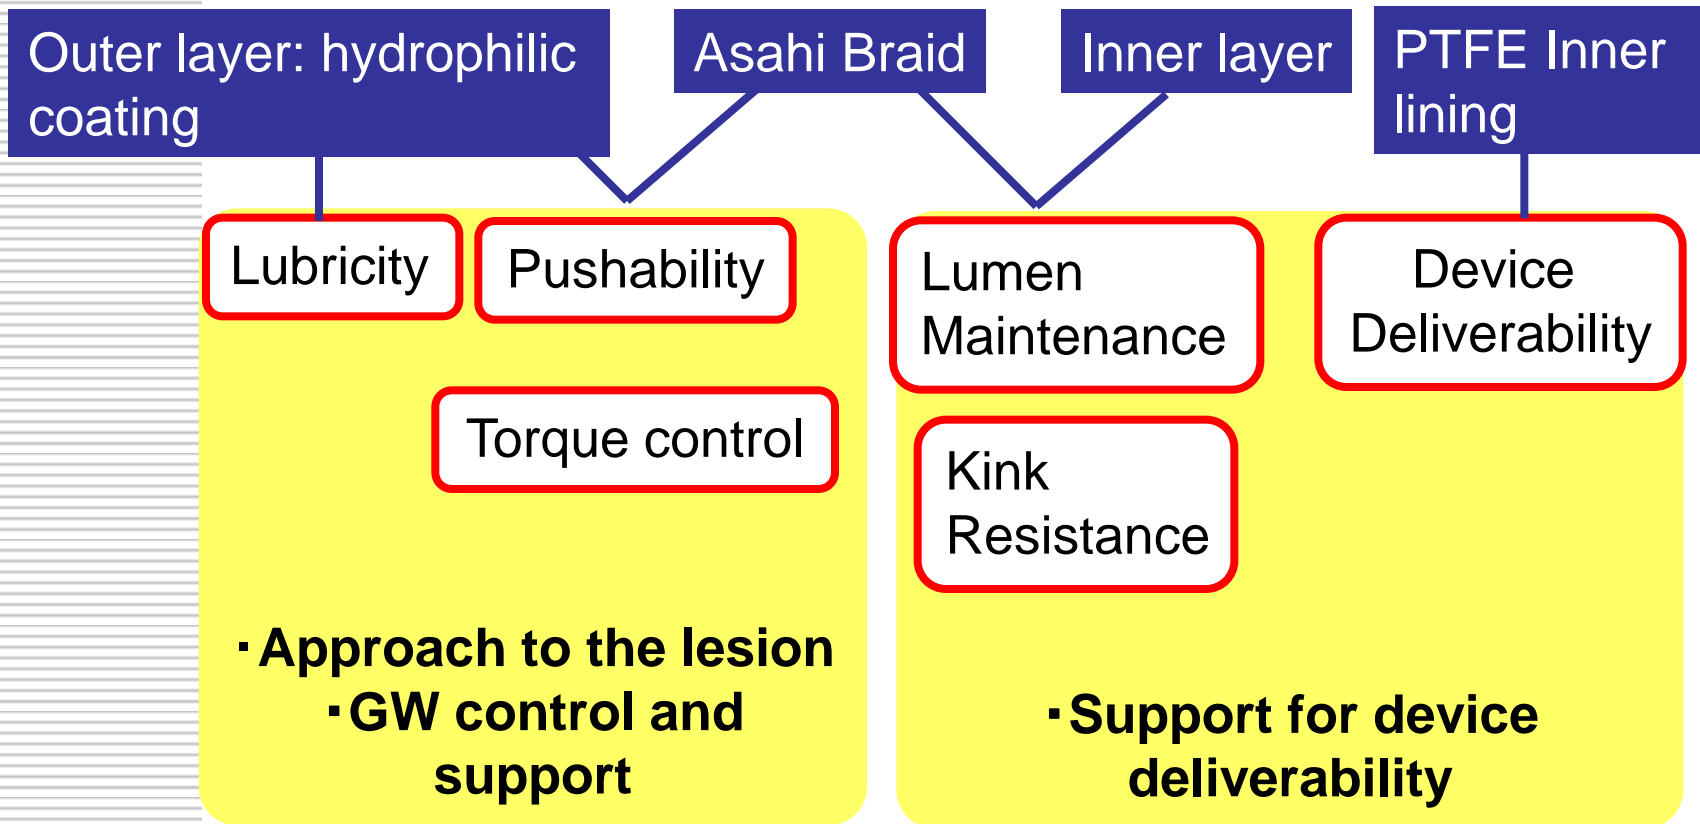 Outer layer: hydrophilic
coating
Asahi Braid
Inner layer
PTFE Inner
lining
Lubricity
Pushability
Torque control
Lumen
Maintenance
Kink
Resistance
Device
Deliverability
・Approach to the lesion
・GW control and
support
・Support for device
deliverability